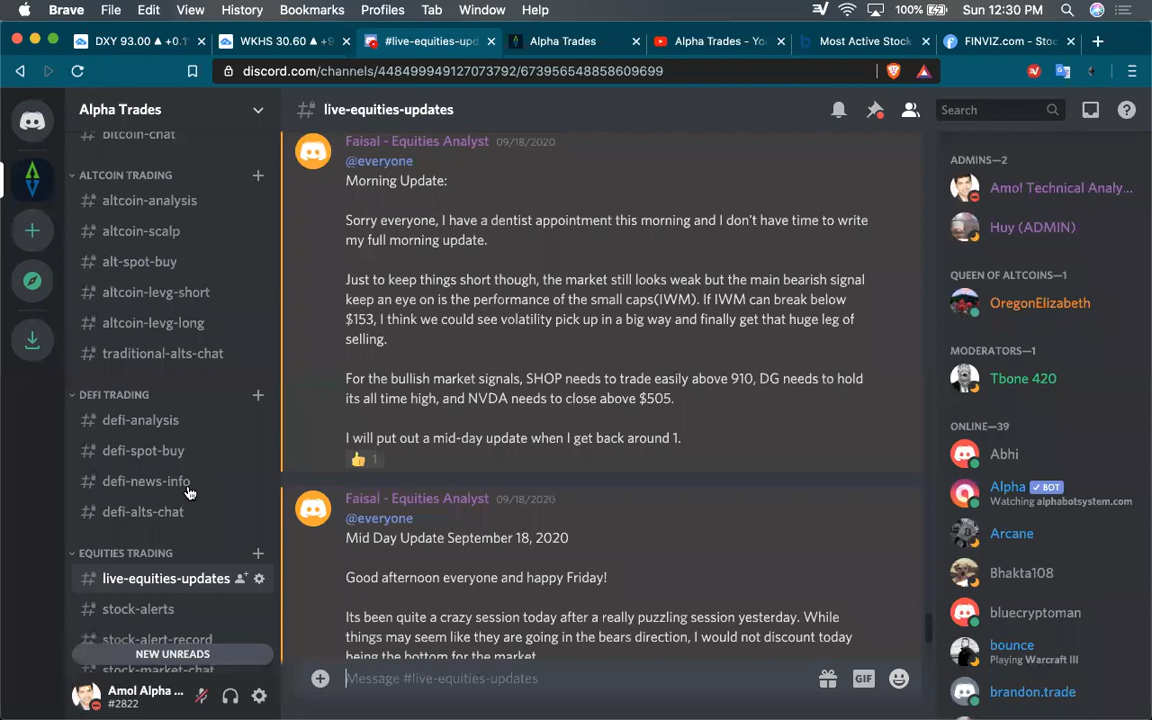 Brave File Edit View History Bookmarks Profiles Tab Window Help 100% Sun 12:30 PM
DXY 93.00 ▲ +0.1 × WKHS 30.60 ▲ +9 × #live-equities-upd × Alpha Trades × Alpha Trades - Yo × Most Active Stock × FINVIZ.com - Sto × +
discord.com/channels/448499949127073792/673956548858609699
Alpha Trades
bitcoin-chat
ALTCOIN TRADING +
altcoin-analysis
altcoin-scalp
alt-spot-buy
altcoin-levg-short
altcoin-levg-long
traditional-alts-chat
DEFI TRADING +
defi-analysis
defi-spot-buy
defi-news-info
defi-alts-chat
EQUITIES TRADING +
live-equities-updates
stock-alerts
stock-alert-record
NEW UNREADS
stock-market-chat
Amol Alpha ...
#2822
live-equities-updates
Search
Faisal - Equities Analyst 09/18/2020
@everyone
Morning Update:
Sorry everyone, I have a dentist appointment this morning and I don't have time to write
my full morning update.
Just to keep things short though, the market still looks weak but the main bearish signal
keep an eye on is the performance of the small caps(IWM). If IWM can break below
$153, I think we could see volatility pick up in a big way and finally get that huge leg of
selling.
For the bullish market signals, SHOP needs to trade easily above 910, DG needs to hold
its all time high, and NVDA needs to close above $505.
I will put out a mid-day update when I get back around 1.
👍 1
Faisal - Equities Analyst 09/18/2020
@everyone
Mid Day Update September 18, 2020
Good afternoon everyone and happy Friday!
Its been quite a crazy session today after a really puzzling session yesterday. While
things may seem like they are going in the bears direction, I would not discount today
being the bottom for the market
Message #live-equities-updates
GIF
ADMINS—2
Amol Technical Analy...
Huy (ADMIN)
QUEEN OF ALTCOINS—1
OregonElizabeth
MODERATORS—1
Tbone 420
ONLINE—39
Abhi
Alpha ✓ BOT
Watching alphabotsystem.com
Arcane
Bhakta108
bluecryptoman
bounce
Playing Warcraft III
brandon.trade